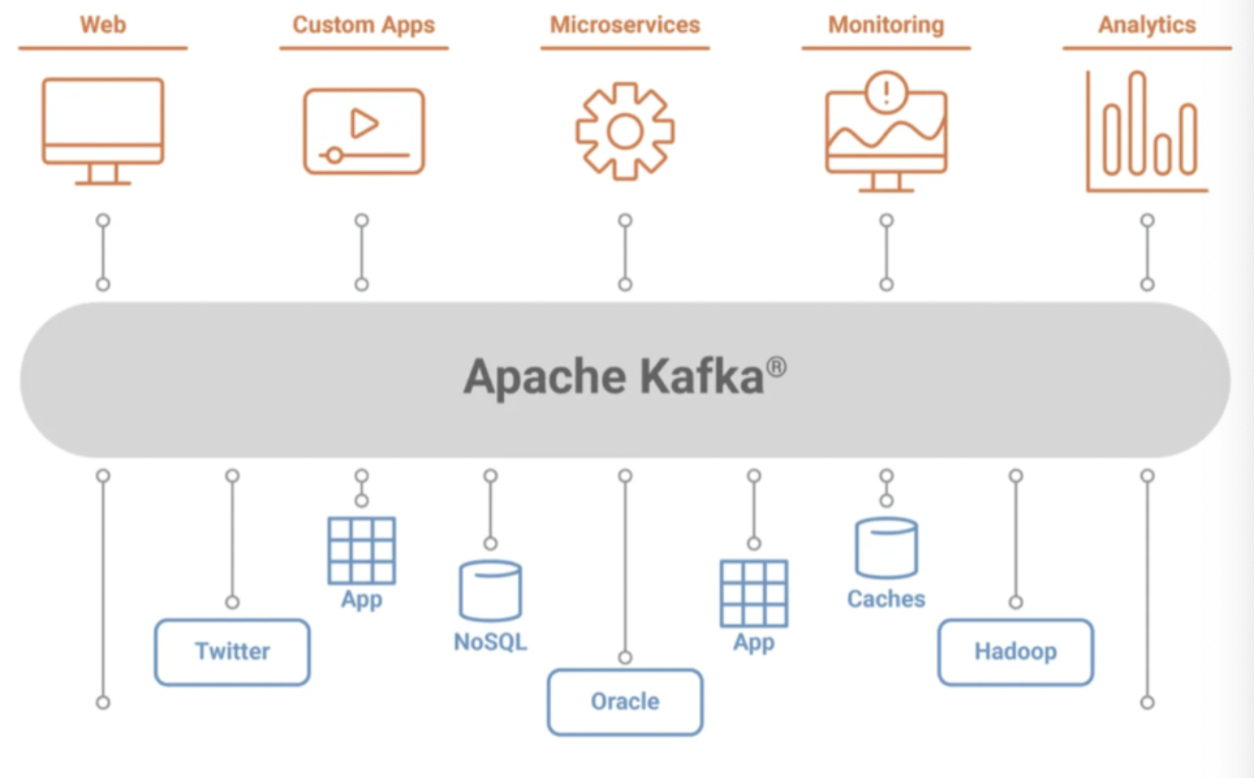 Web
Custom Apps
Microservices
Monitoring
Analytics
Apache Kafka®
App
Caches
NoSQL
App
Twitter
Hadoop
Oracle